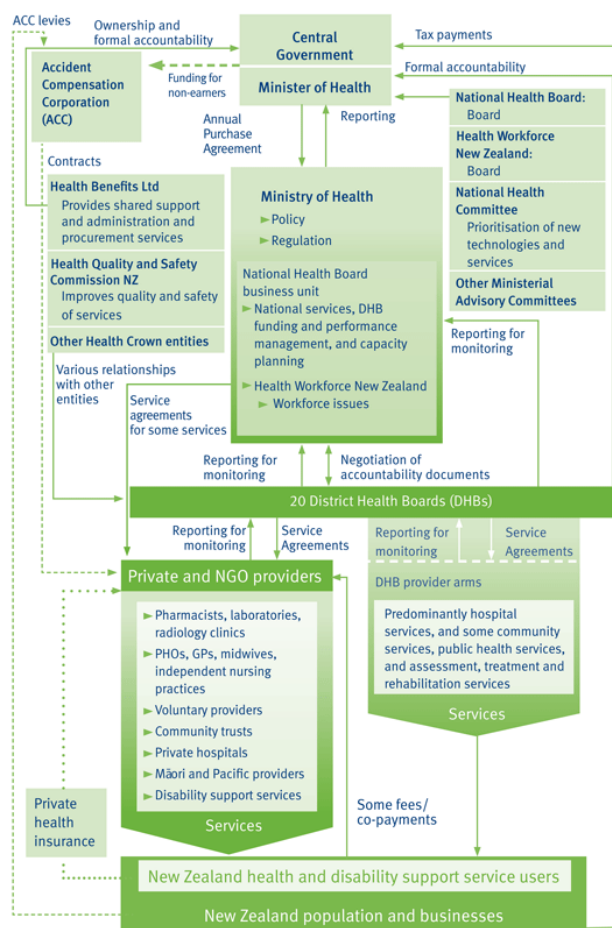 ACC levies
Ownership and
formal accountability
Central
Government
Tax payments
Formal accountability
Accident
Compensation
Corporation
(ACC)
Funding for
non-earners
Minister of Health
Annual
Purchase
Agreement
Reporting
National Health Board:
Board
Health Workforce
New Zealand:
Board
National Health
Committee
Prioritisation of new
technologies and
services
Other Ministerial
Advisory Committees
Contracts
Health Benefits Ltd
Provides shared support
and administration and
procurement services
Health Quality and Safety
Commission NZ
Improves quality and safety
of services
Other Health Crown entities
Ministry of Health
Policy
Regulation
National Health Board
business unit
National services, DHB
funding and performance
management, and capacity
planning
Health Workforce New Zealand
Workforce issues
Reporting for
monitoring
Various relationships
with other
entities
Service
agreements
for some services
Reporting for
monitoring
Negotiation of
accountability documents
20 District Health Boards (DHBs)
Reporting for
monitoring
Service
Agreements
Reporting for
monitoring
Service
Agreements
Private and NGO providers
Pharmacists, laboratories,
radiology clinics
PHOs, GPs, midwives,
independent nursing
practices
Voluntary providers
Community trusts
Private hospitals
Māori and Pacific providers
Disability support services
Services
DHB provider arms
Predominantly hospital
services, and some community
services, public health services,
and assessment, treatment and
rehabilitation services
Services
Private
health
insurance
Some fees/
co-payments
New Zealand health and disability support service users
New Zealand population and businesses